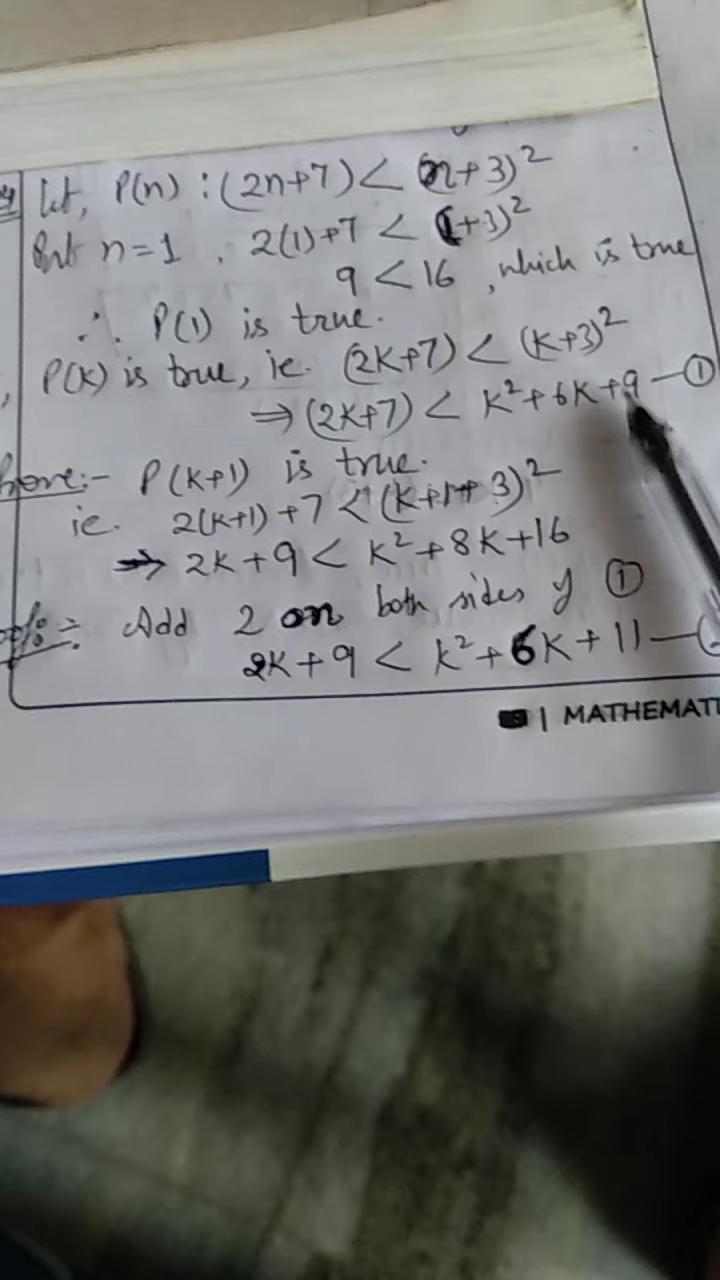 Let, P(n) : (2n+7) < (n+3)²
Put n=1 , 2(1)+7 < (1+3)²
9 < 16 , which is true
∴ P(1) is true.
P(k) is true, ie. (2k+7) < (k+3)²
⇒ (2k+7) < k²+6k+9 — ①
P(k+1) is true.
ie. 2(k+1)+7 < (k+1+3)²
⇒ 2k+9 < k²+8k+16
Add 2 on both sides of ①
2k+9 < k²+6k+11 —
| MATHEMATI